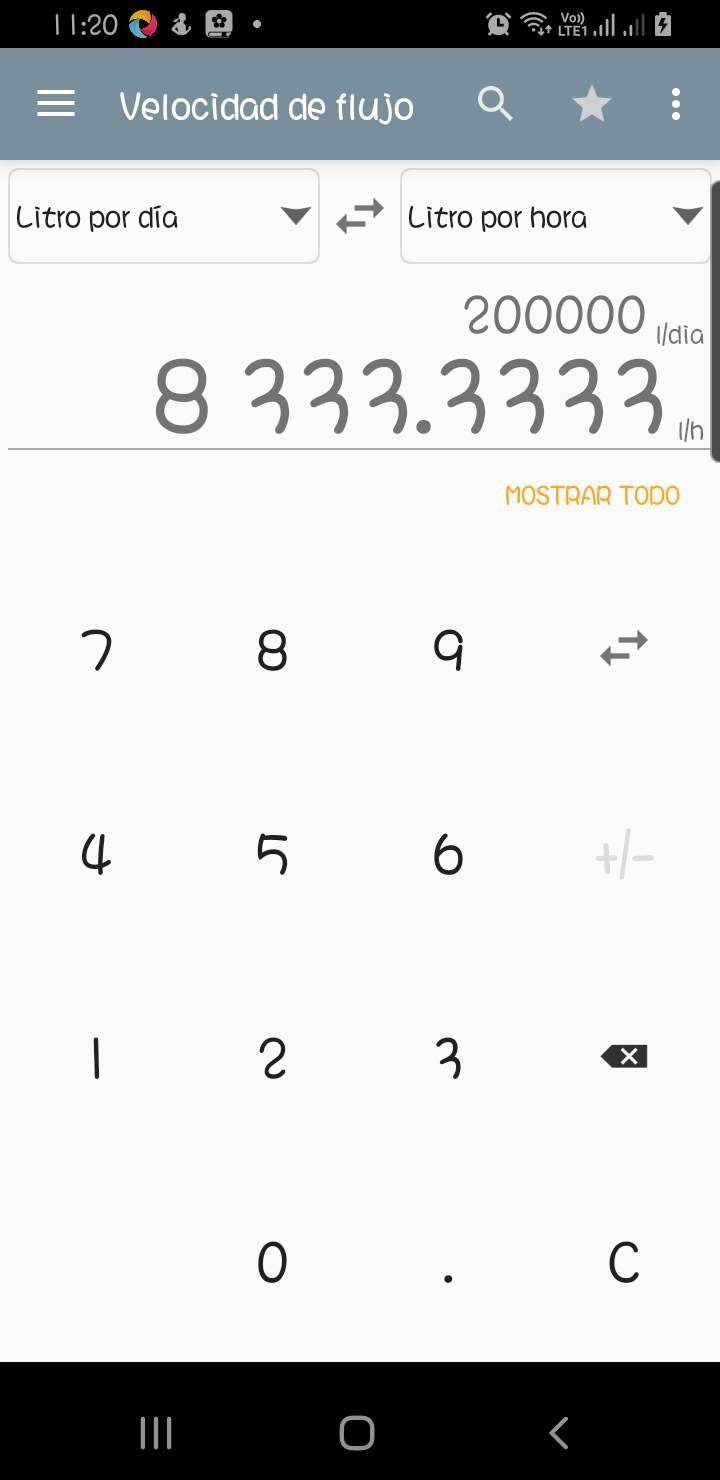 11:20 Vo)) LTE1
Velocidad de flujo
Litro por día Litro por hora
200000 l/dia
8 333.3333 l/h
MOSTRAR TODO
7 8 9
4 5 6 +/-
1 2 3
0 . C